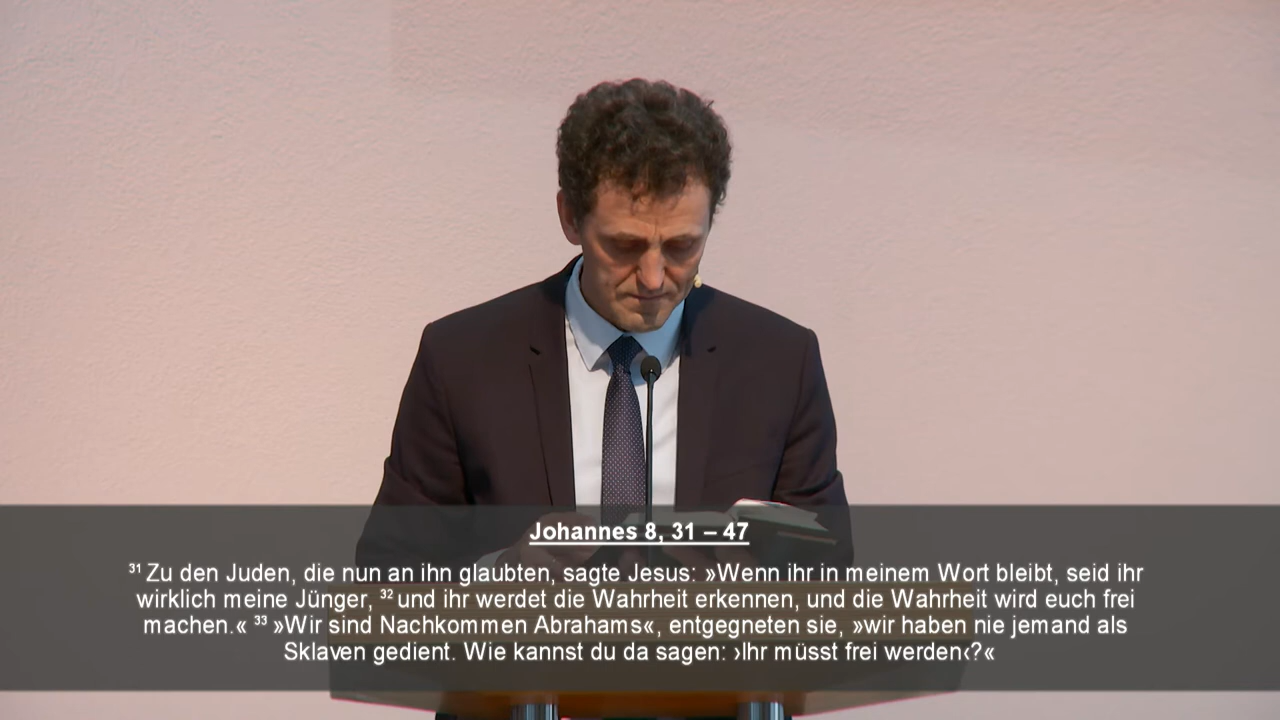 Johannes 8, 31 – 47
³¹ Zu den Juden, die nun an ihn glaubten, sagte Jesus: »Wenn ihr in meinem Wort bleibt, seid ihr
wirklich meine Jünger, ³² und ihr werdet die Wahrheit erkennen, und die Wahrheit wird euch frei
machen.« ³³ »Wir sind Nachkommen Abrahams«, entgegneten sie, »wir haben nie jemand als
Sklaven gedient. Wie kannst du da sagen: ›Ihr müsst frei werden‹?«